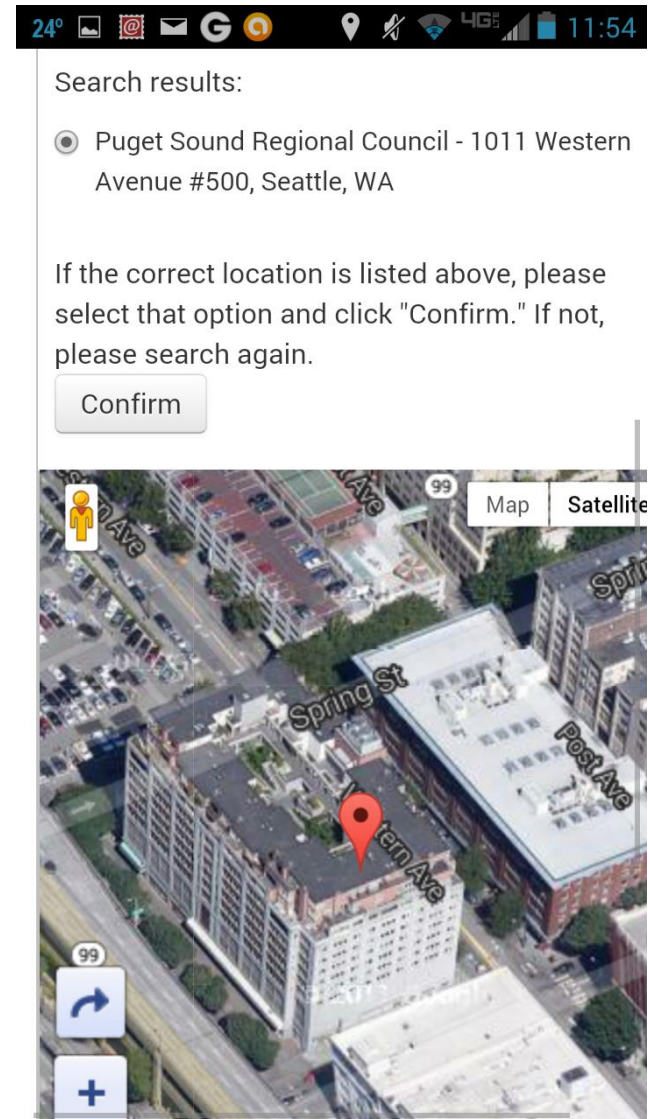 24° 4G 11:54
Search results:
Puget Sound Regional Council - 1011 Western
Avenue #500, Seattle, WA
If the correct location is listed above, please
select that option and click "Confirm." If not,
please search again.
Confirm
99
Map Satellite
Ave
Spring St
Post Ave
99
+